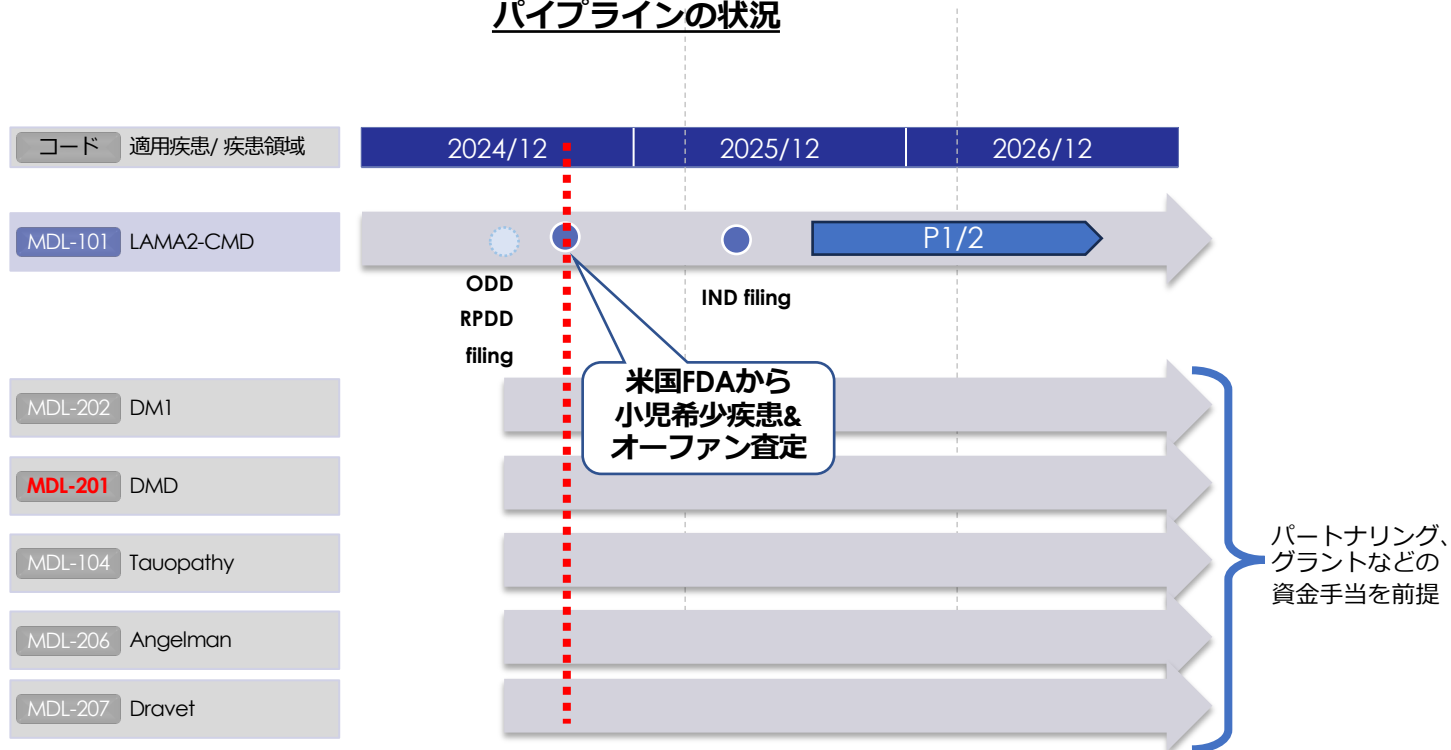 パイプラインの状況
コード 適用疾患/ 疾患領域 2024/12 2025/12 2026/12
MDL-101 LAMA2-CMD P1/2
ODD
RPDD
filing
IND filing
米国FDAから
小児希少疾患&
オーファン査定
MDL-202 DM1
MDL-201 DMD
MDL-104 Tauopathy
MDL-206 Angelman
MDL-207 Dravet
パートナリング、
グラントなどの
資金手当を前提